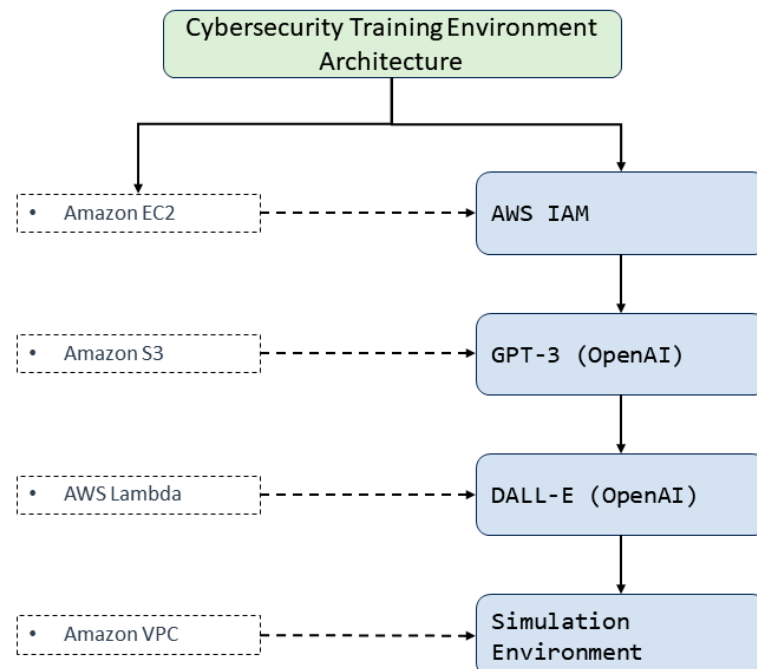 Cybersecurity Training Environment
Architecture
• Amazon EC2
AWS IAM
• Amazon S3
GPT-3 (OpenAI)
• AWS Lambda
DALL-E (OpenAI)
• Amazon VPC
Simulation
Environment